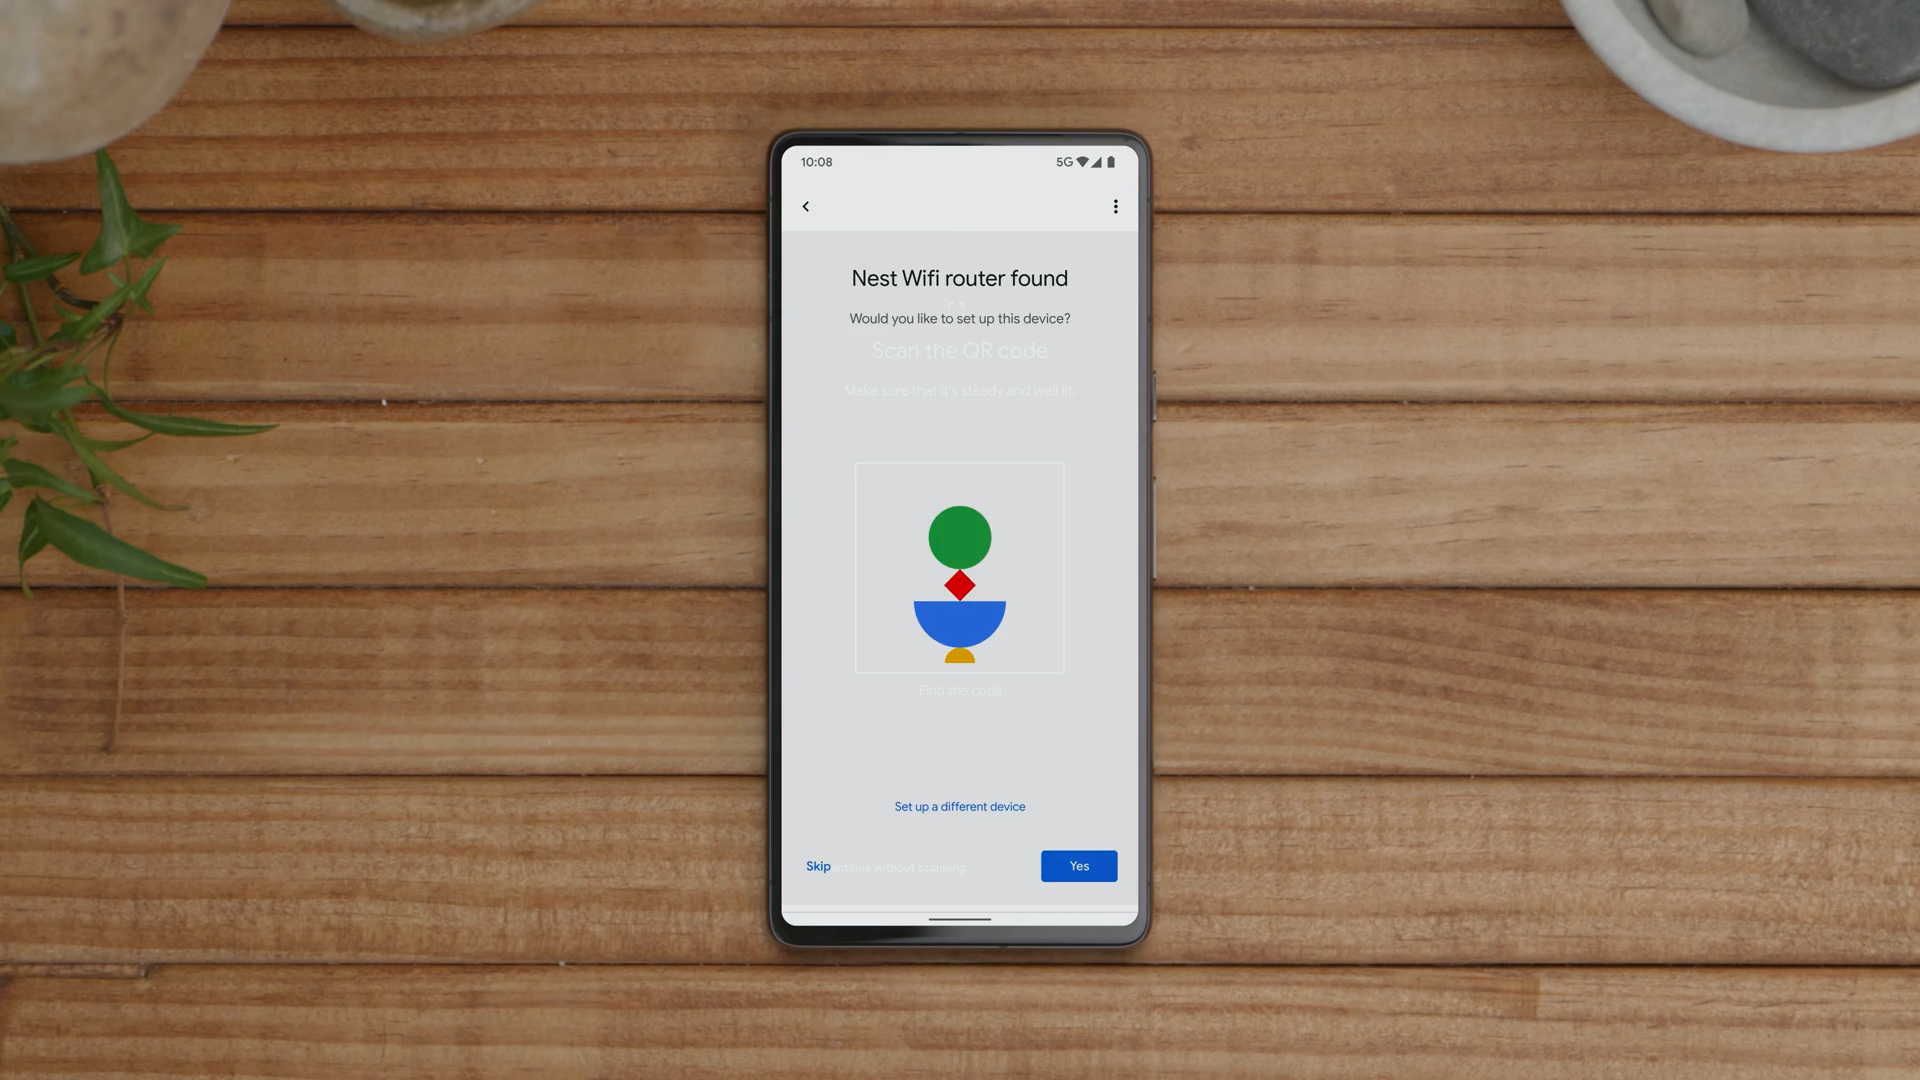 10:08
5G
Nest Wifi router found
Would you like to set up this device?
Scan the QR code
Make sure that it's steady and well lit.
Find the code
Set up a different device
Skip
ontinue without scanning
Yes